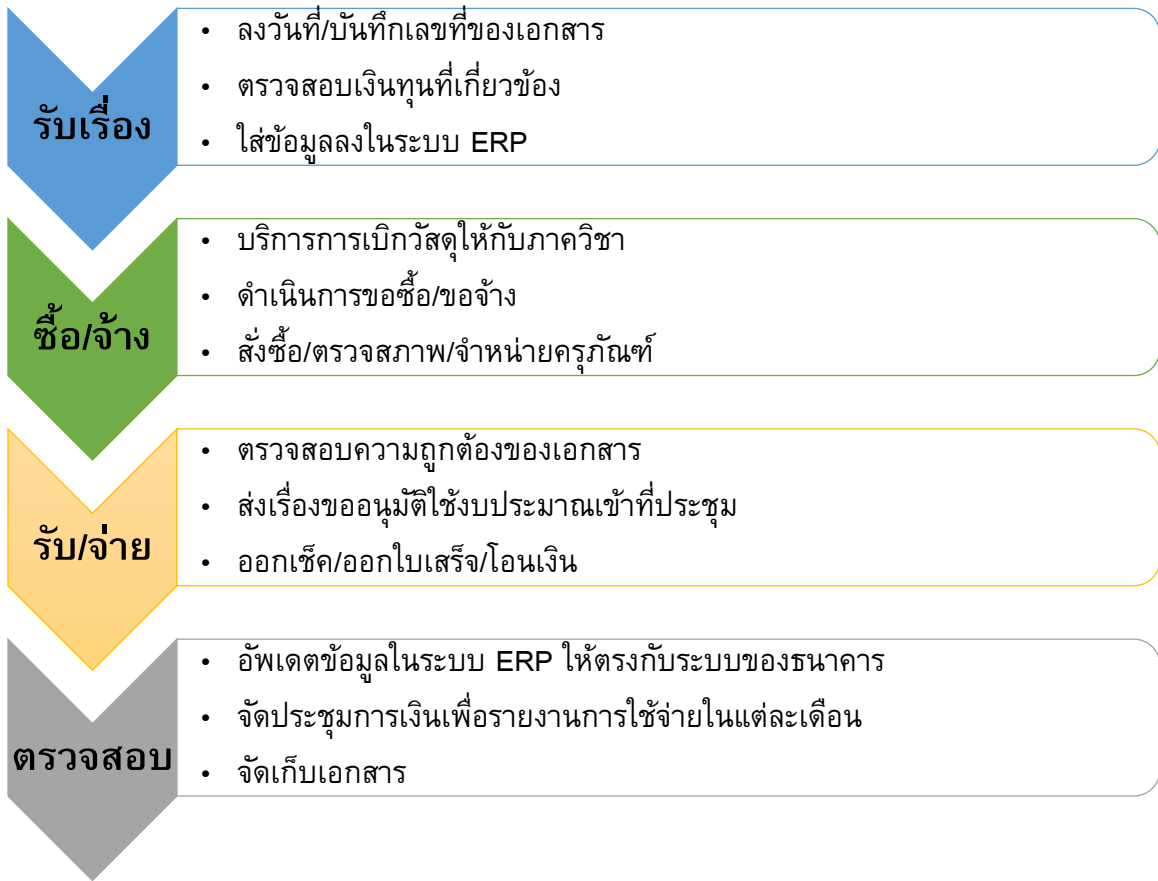 รับเรื่อง
• ลงวันที่/บันทึกเลขที่ของเอกสาร
• ตรวจสอบเงินทุนที่เกี่ยวข้อง
• ใส่ข้อมูลลงในระบบ ERP
ซื้อ/จ้าง
• บริการการเบิกวัสดุให้กับภาควิชา
• ดำเนินการขอซื้อ/ขอจ้าง
• สั่งซื้อ/ตรวจสภาพ/จำหน่ายครุภัณฑ์
รับ/จ่าย
• ตรวจสอบความถูกต้องของเอกสาร
• ส่งเรื่องขออนุมัติใช้งบประมาณเข้าที่ประชุม
• ออกเช็ค/ออกใบเสร็จ/โอนเงิน
ตรวจสอบ
• อัพเดตข้อมูลในระบบ ERP ให้ตรงกับระบบของธนาคาร
• จัดประชุมการเงินเพื่อรายงานการใช้จ่ายในแต่ละเดือน
• จัดเก็บเอกสาร